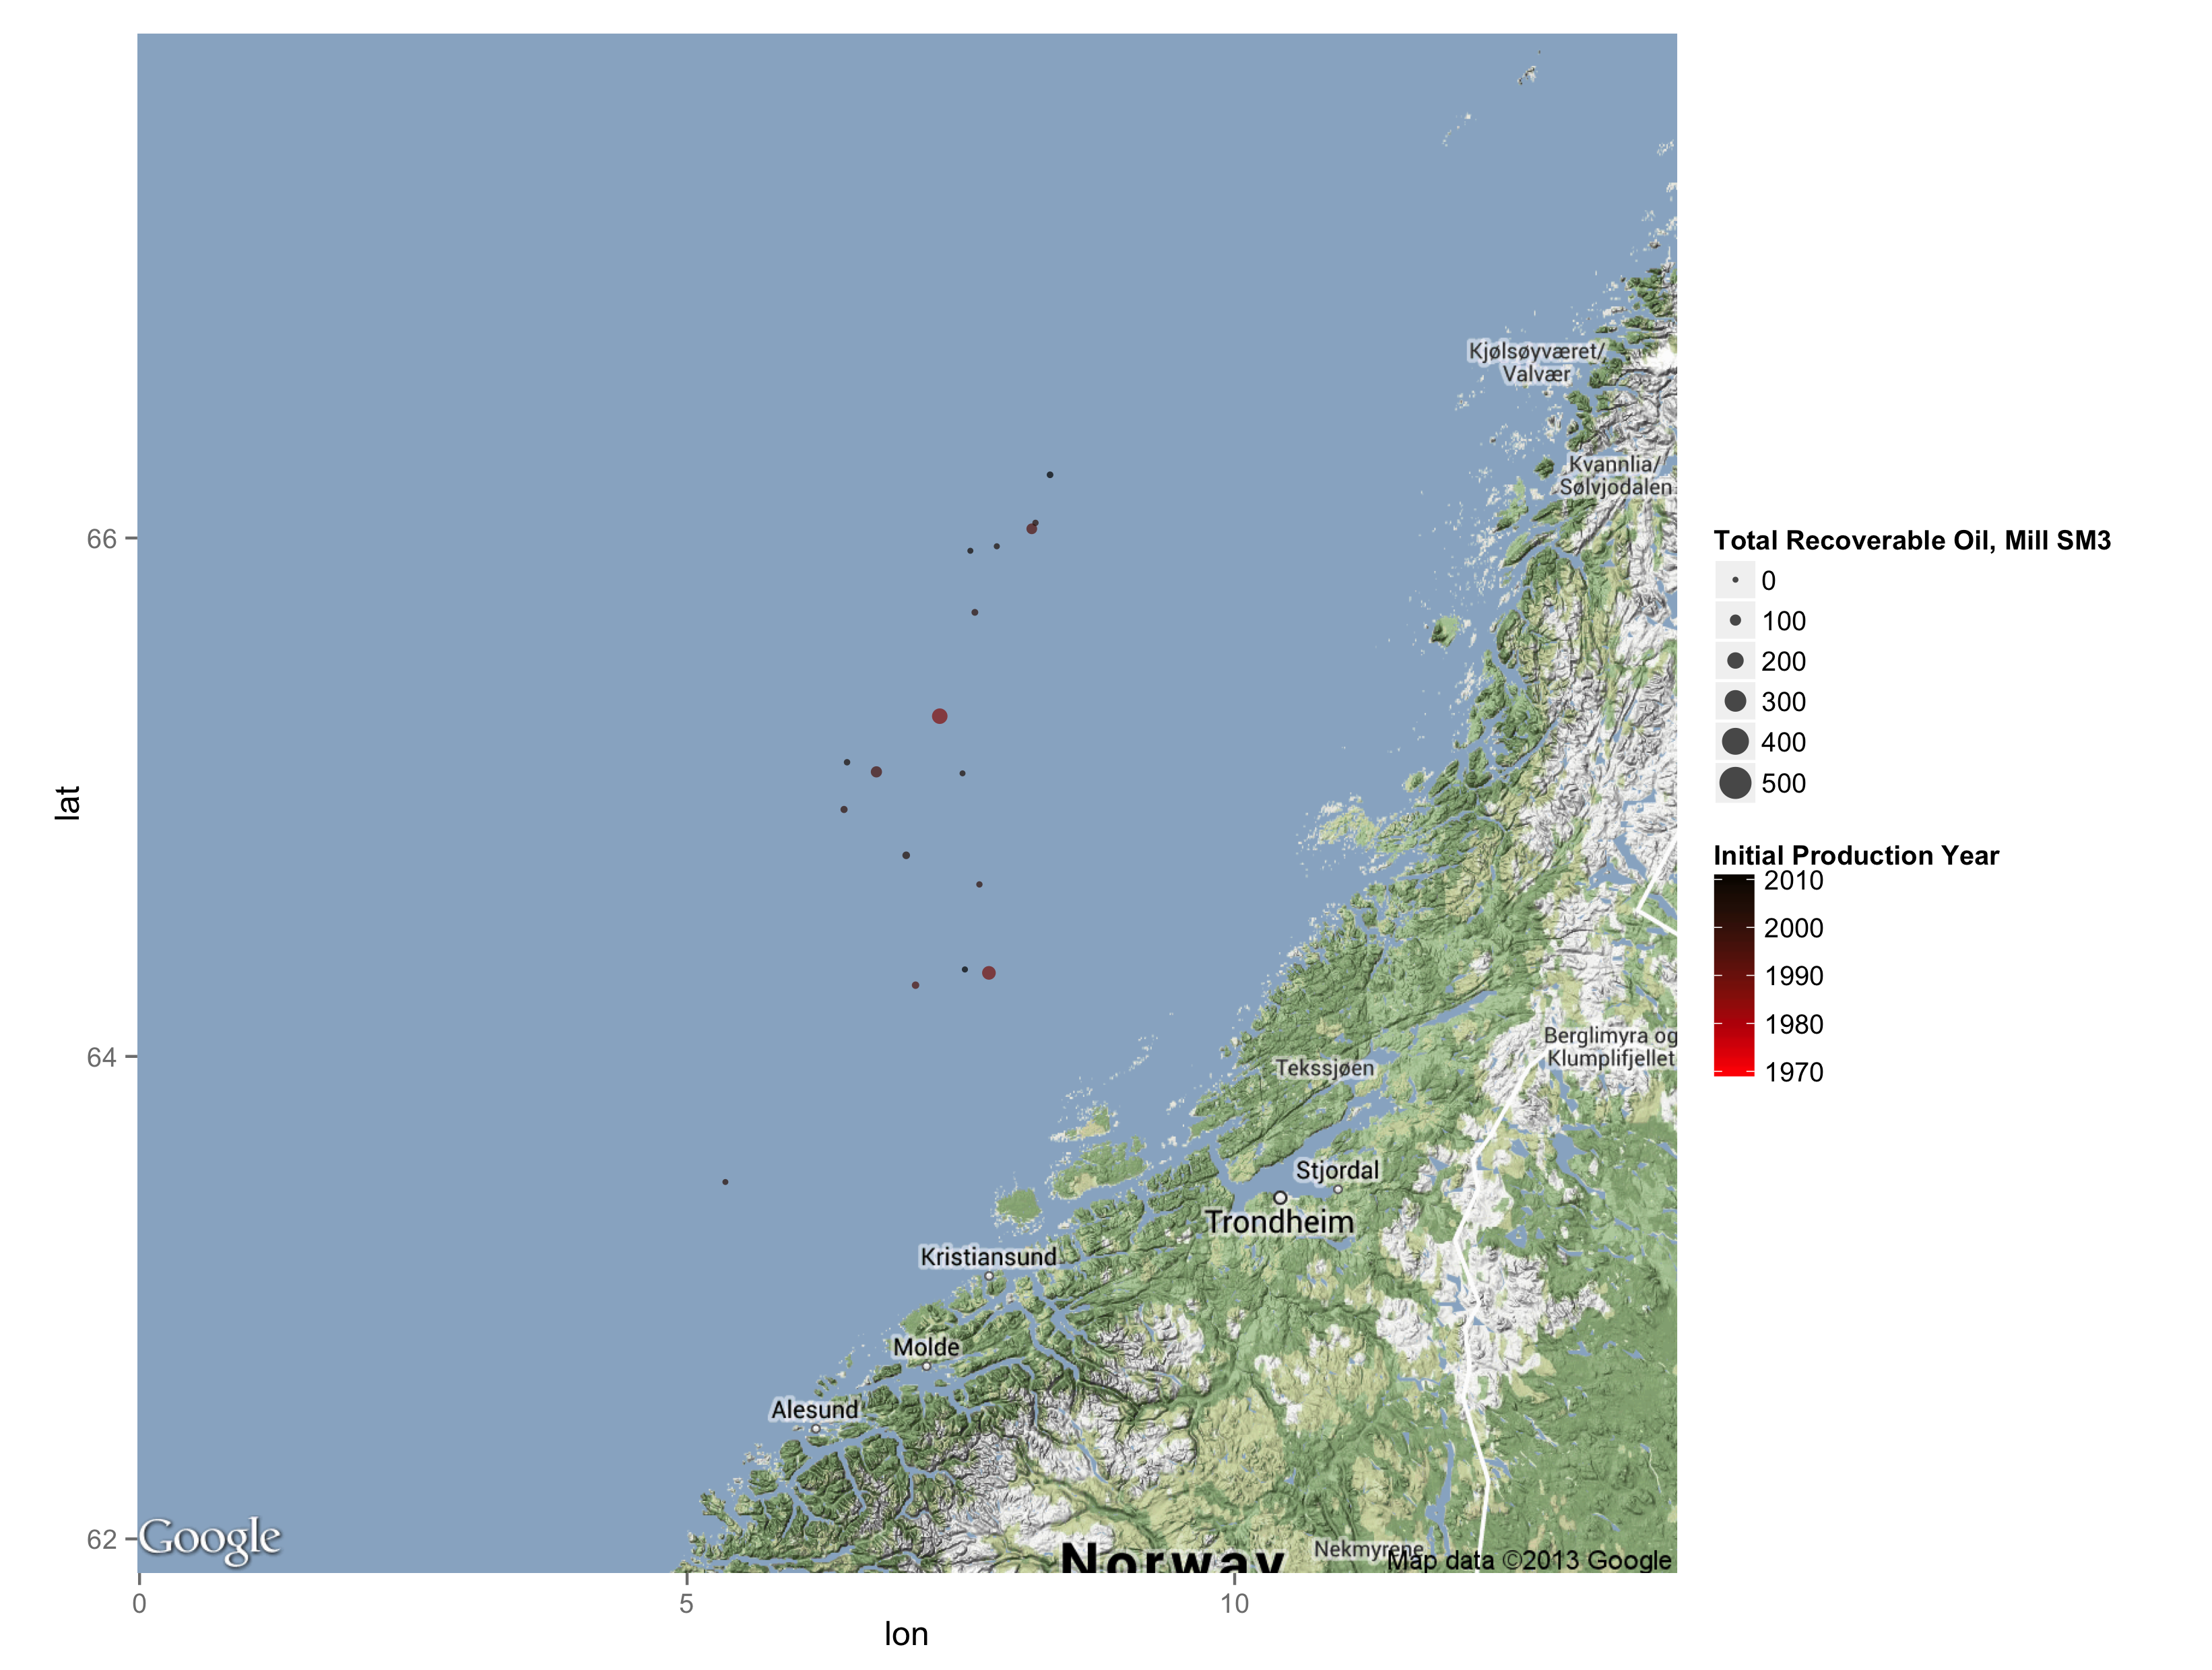 Kjølsøyværet/
Valvær
Kvannlia/
Sølvjodalen
66
Total Recoverable Oil, Mill SM3
0
100
200
300
400
500
lat
Initial Production Year
2010
2000
1990
1980
1970
64
Berglimyra og
Klumplifjellet
Tekssjøen
Stjordal
Trondheim
Kristiansund
Molde
Alesund
62
Google
Norway
Nekmyrene
Map data ©2013 Google
0
5
10
lon